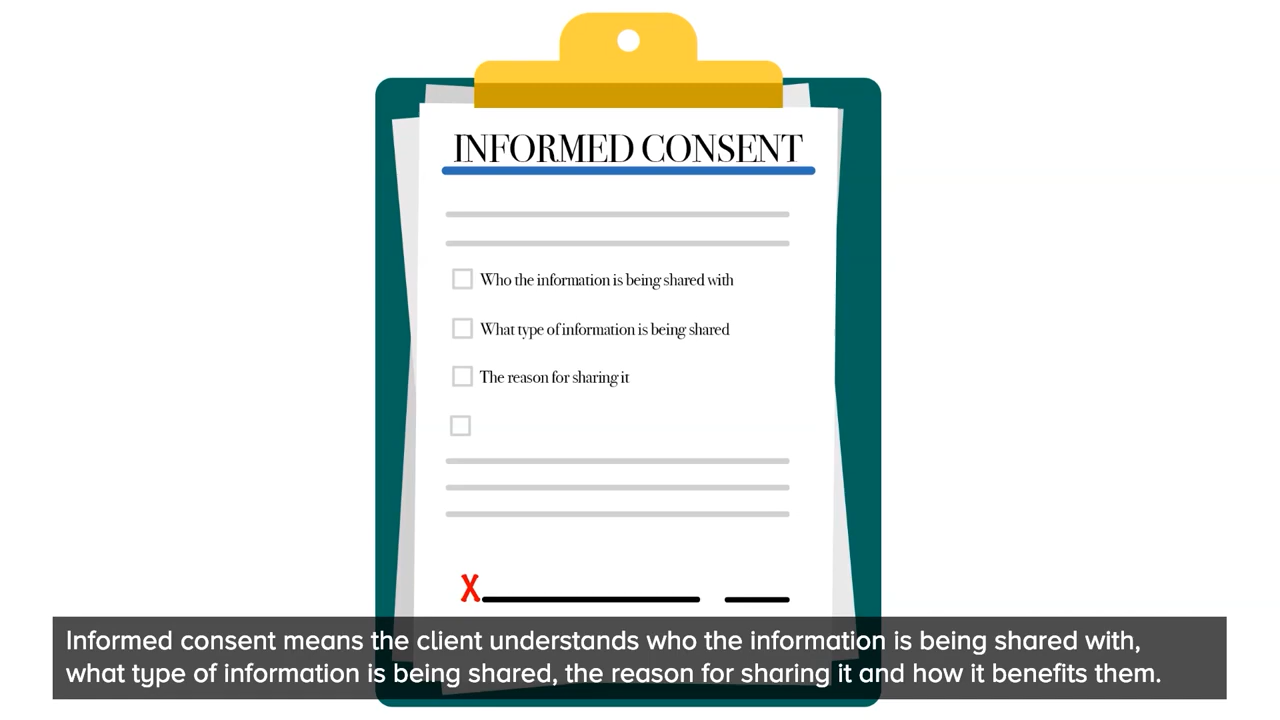 INFORMED CONSENT
Who the information is being shared with
What type of information is being shared
The reason for sharing it
X
Informed consent means the client understands who the information is being shared with,
what type of information is being shared, the reason for sharing it and how it benefits them.